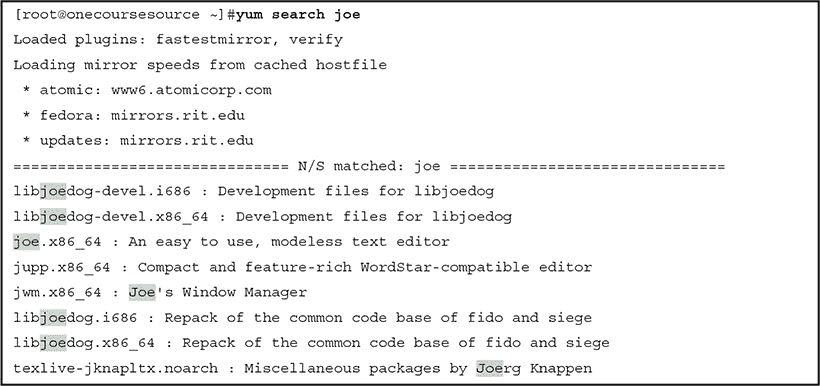 [root@onecoursesource ~]#yum search joe
Loaded plugins: fastestmirror, verify
Loading mirror speeds from cached hostfile
 * atomic: www6.atomicorp.com
 * fedora: mirrors.rit.edu
 * updates: mirrors.rit.edu
=============================== N/S matched: joe ===============================
libjoedog-devel.i686 : Development files for libjoedog
libjoedog-devel.x86_64 : Development files for libjoedog
joe.x86_64 : An easy to use, modeless text editor
jupp.x86_64 : Compact and feature-rich WordStar-compatible editor
jwm.x86_64 : Joe's Window Manager
libjoedog.i686 : Repack of the common code base of fido and siege
libjoedog.x86_64 : Repack of the common code base of fido and siege
texlive-jknapltx.noarch : Miscellaneous packages by Joerg Knappen